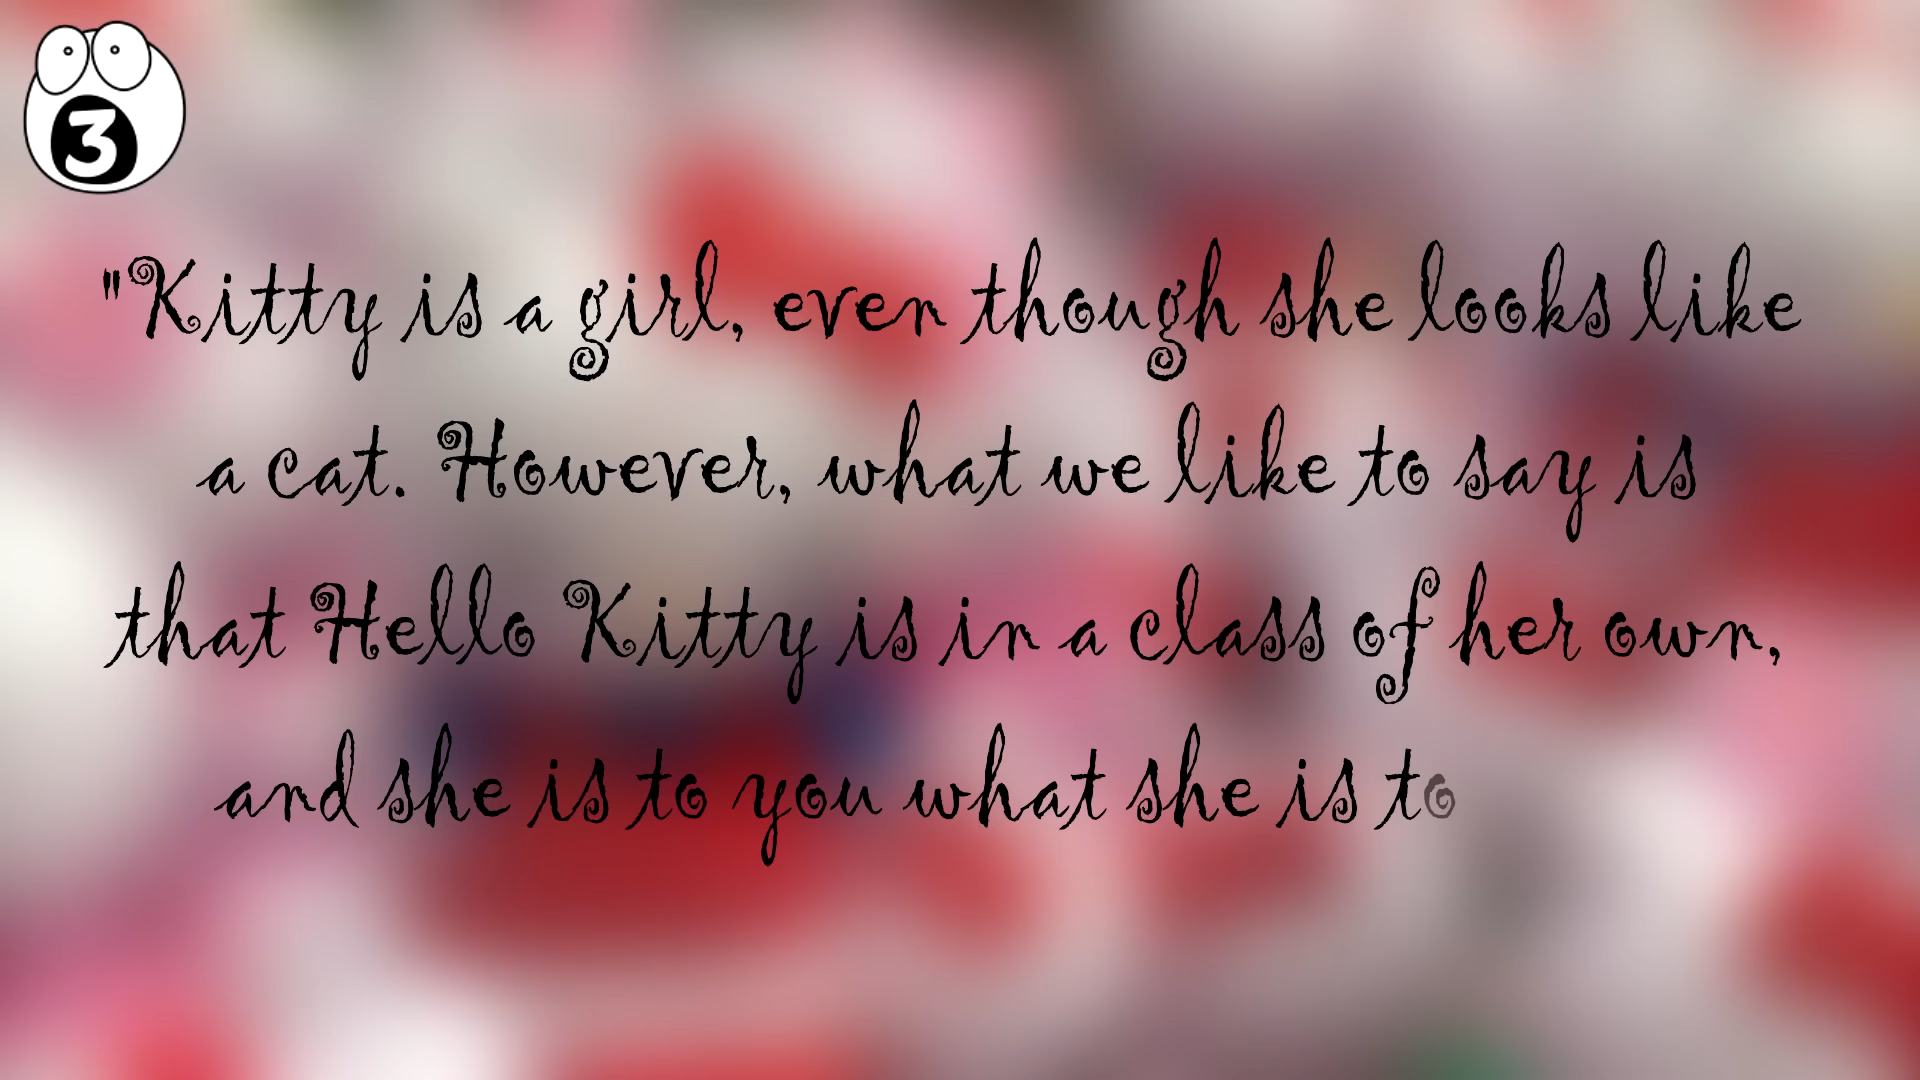 3
"Kitty is a girl, even though she looks like
a cat. However, what we like to say is
that Hello Kitty is in a class of her own,
and she is to you what she is to